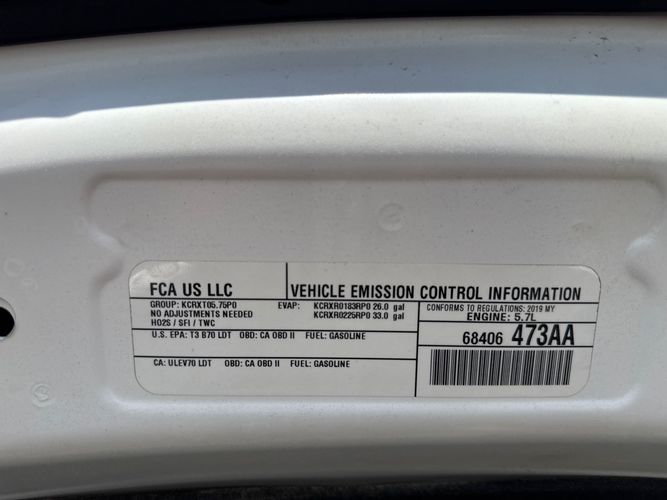 FCA US LLC
VEHICLE EMISSION CONTROL INFORMATION
GROUP: KCRXT05.75P0
NO ADJUSTMENTS NEEDED
HO2S / SFI / TWC
EVAP: KCRXR0183RP0 26.0 gal
KCRXR0225RP0 33.0 gal
CONFORMS TO REGULATIONS: 2019 MY
ENGINE: 5.7L
U.S. EPA: T3 B70 LDT OBD: CA OBD II FUEL: GASOLINE
68406 473AA
CA: ULEV70 LDT OBD: CA OBD II FUEL: GASOLINE